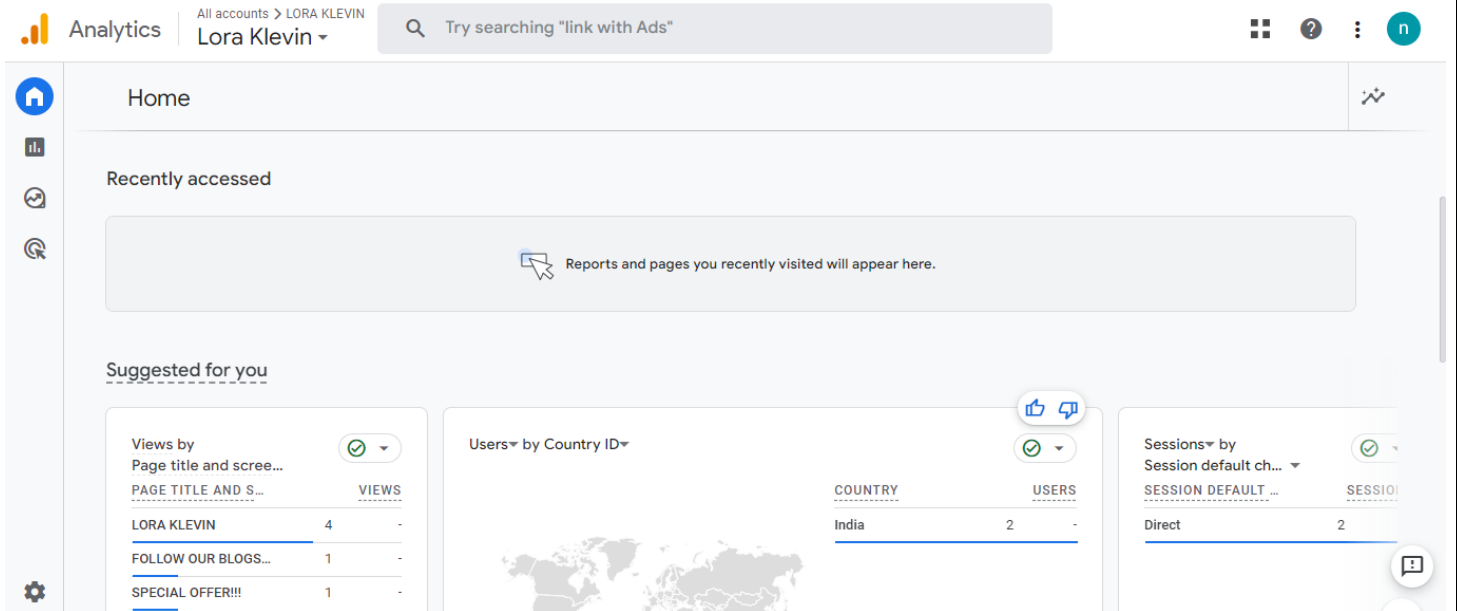 Analytics
All accounts > LORA KLEVIN
Lora Klevin
Try searching "link with Ads"
n
Home
Recently accessed
Reports and pages you recently visited will appear here.
Suggested for you
Views by
Page title and scree...
PAGE TITLE AND S... VIEWS
LORA KLEVIN 4 -
FOLLOW OUR BLOGS... 1 -
SPECIAL OFFER!!! 1 -
Users by Country ID
COUNTRY USERS
India 2 -
Sessions by
Session default ch...
SESSION DEFAULT ... SESSIO
Direct 2